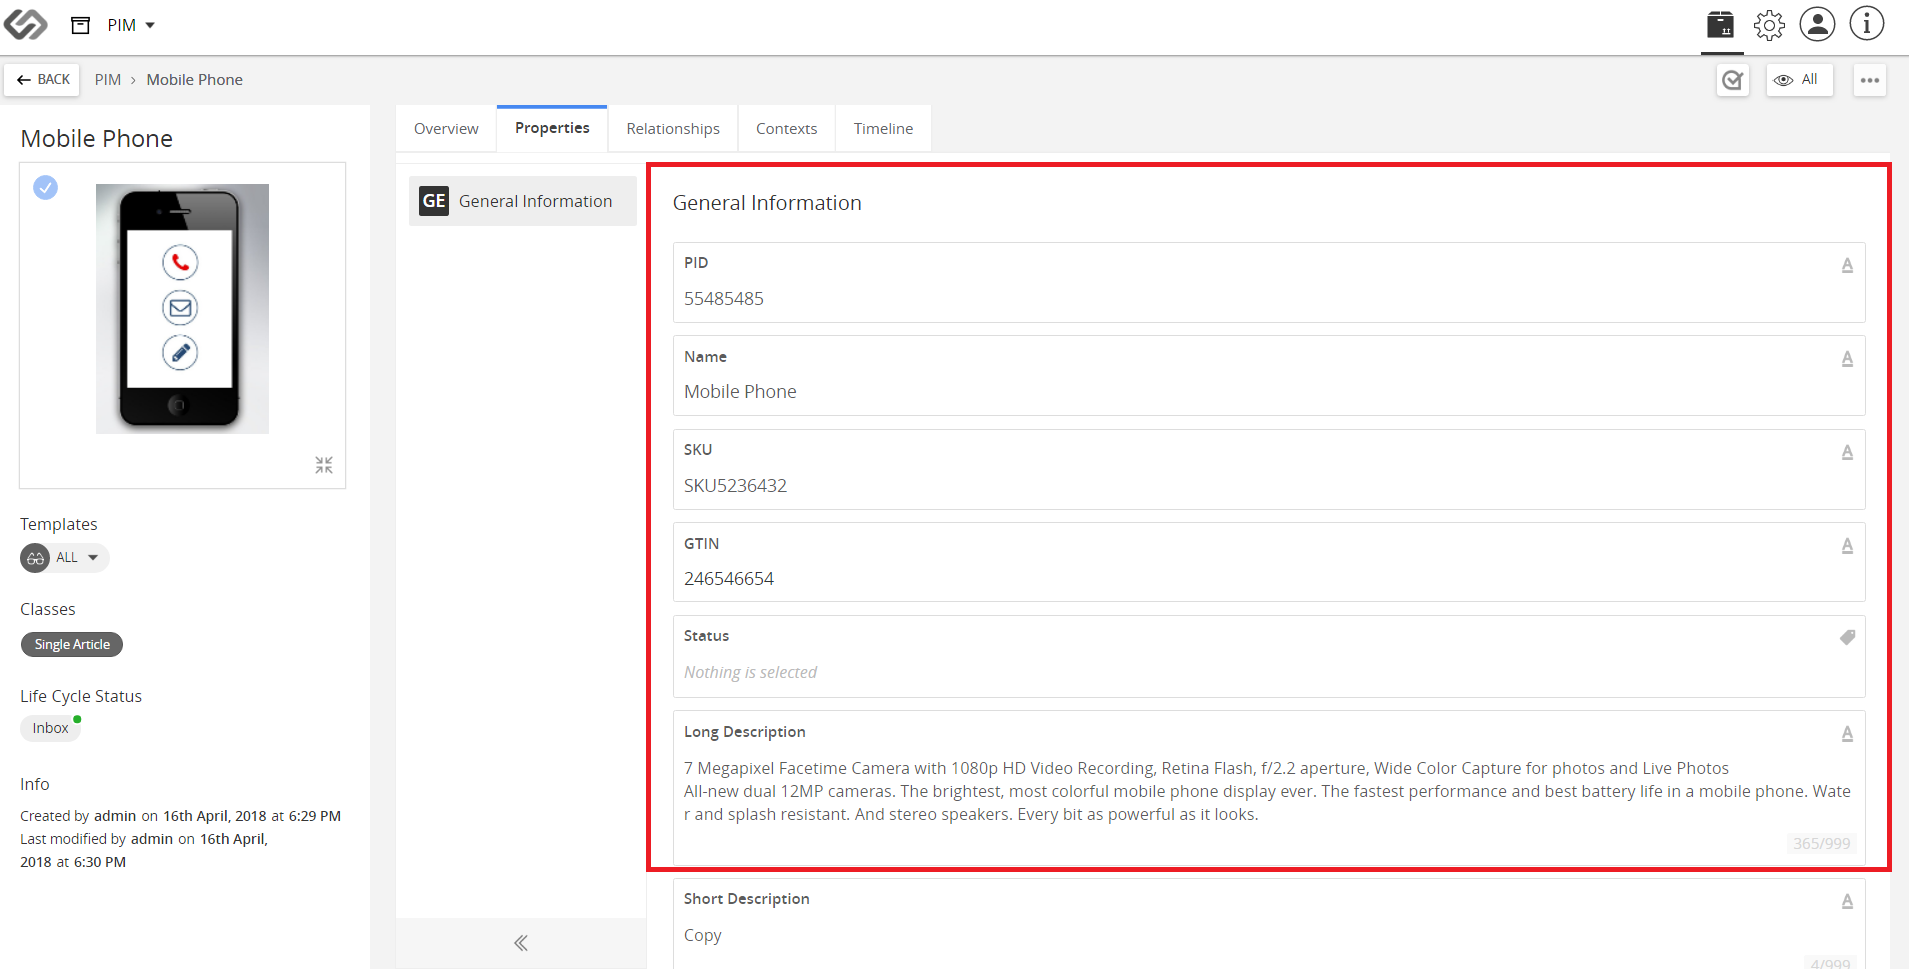 PIM
BACK
PIM › Mobile Phone
All
Mobile Phone
Templates
ALL
Classes
Single Article
Life Cycle Status
Inbox
Info
Created by admin on 16th April, 2018 at 6:29 PM
Last modified by admin on 16th April,
2018 at 6:30 PM
Overview
Properties
Relationships
Contexts
Timeline
GE General Information
General Information
PID
A
55485485
Name
A
Mobile Phone
SKU
A
SKU5236432
GTIN
A
246546654
Status
Nothing is selected
Long Description
A
7 Megapixel Facetime Camera with 1080p HD Video Recording, Retina Flash, f/2.2 aperture, Wide Color Capture for photos and Live Photos
All-new dual 12MP cameras. The brightest, most colorful mobile phone display ever. The fastest performance and best battery life in a mobile phone. Wate
r and splash resistant. And stereo speakers. Every bit as powerful as it looks.
365/999
Short Description
A
Copy
4/999